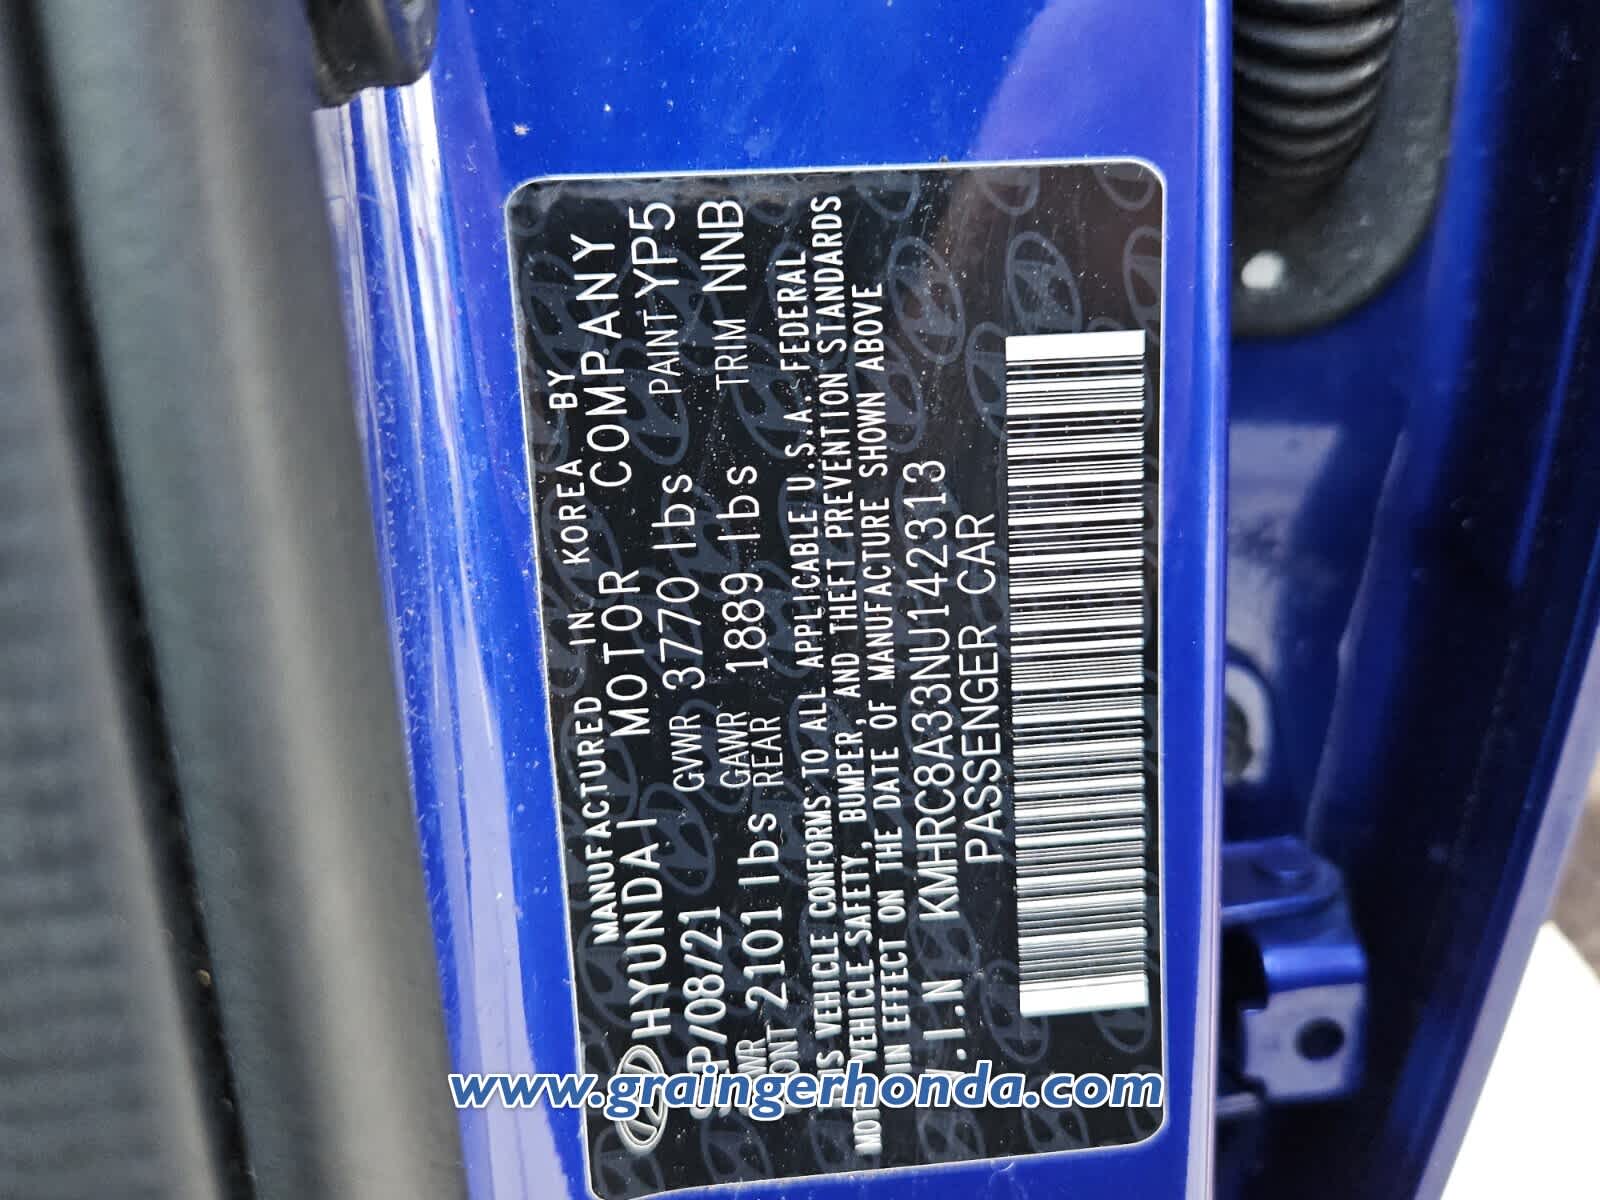 MANUFACTURED IN KOREA BY
HYUNDAI MOTOR COMPANY
SP/08/21 GVWR 3770 lbs PAINT YP5
2101 lbs GAWR REAR 1889 lbs TRIM NNB
VEHICLE CONFORMS TO ALL APPLICABLE U.S.A. FEDERAL
VEHICLE SAFETY, BUMPER, AND THEFT PREVENTION STANDARDS
IN EFFECT ON THE DATE OF MANUFACTURE SHOWN ABOVE
V.I.N KMHRC8A33NU142313
PASSENGER CAR
www.graingerhonda.com